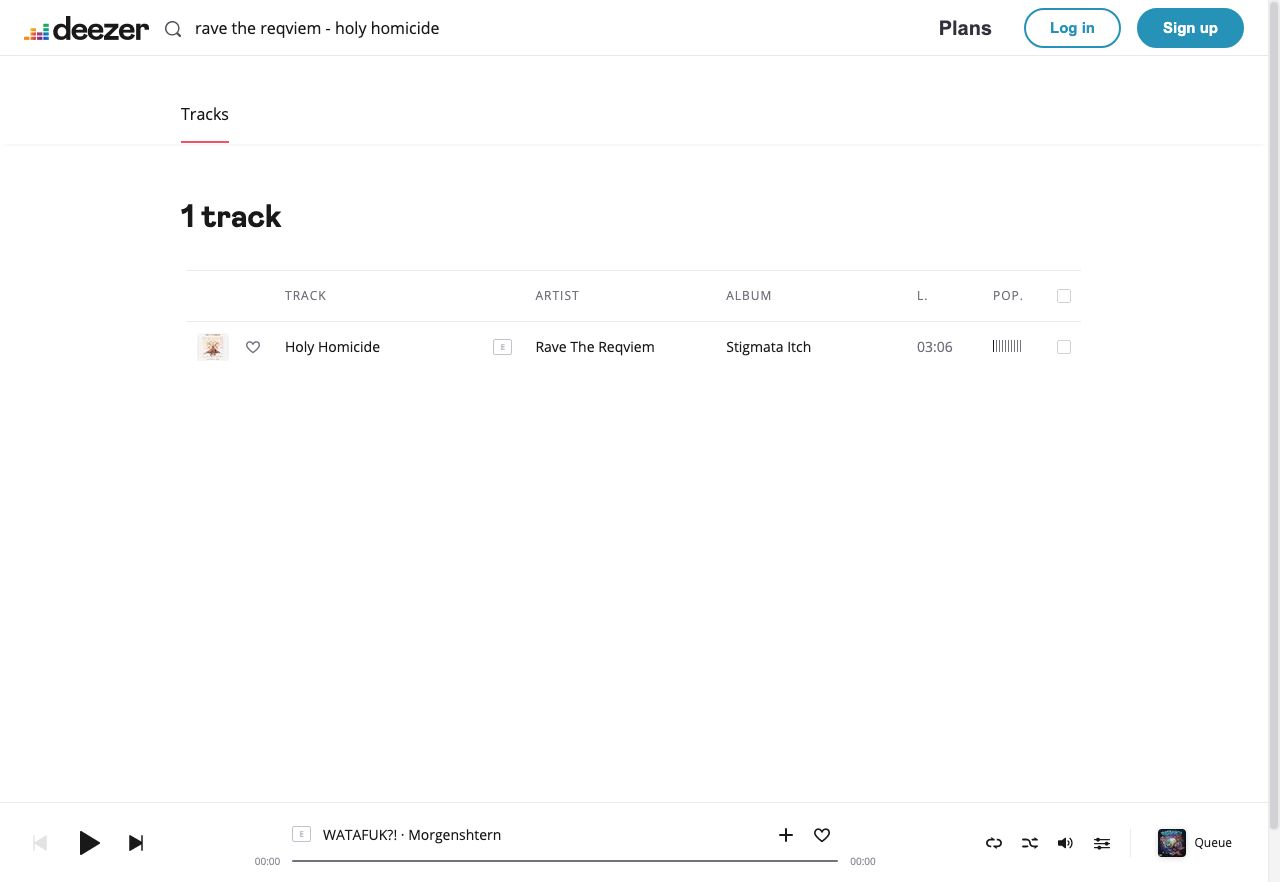 deezer rave the reqviem - holy homicide Plans Log in Sign up
Tracks
1 track
TRACK ARTIST ALBUM L. POP.
Holy Homicide E Rave The Reqviem Stigmata Itch 03:06
E WATAFUK?! · Morgenshtern
00:00 00:00
Queue